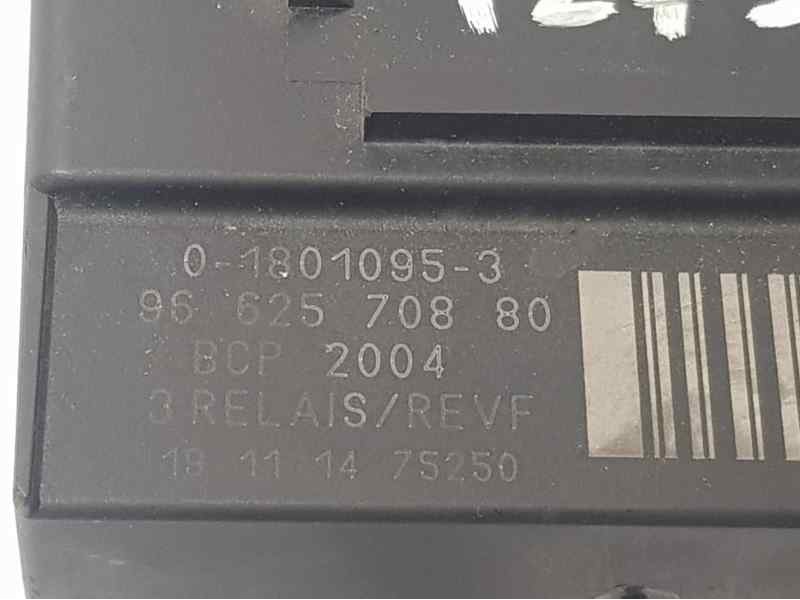 0-1801095-3
96 625 708 80
BCP 2004
3 RELAIS/REVF
19 11 14 75250